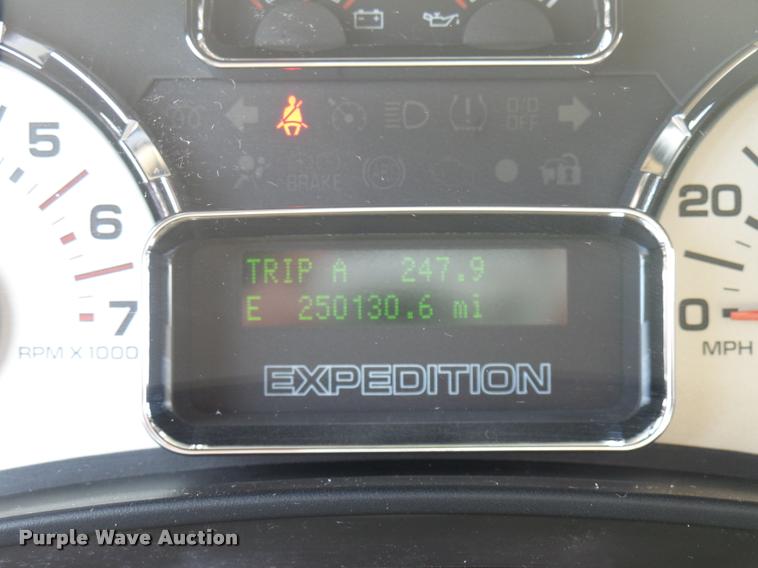 O/D
OFF
BRAKE
5
6
7
RPM X 1000
TRIP A 247.9
E 250130.6 mi
EXPEDITION
20
0
MPH
Purple Wave Auction